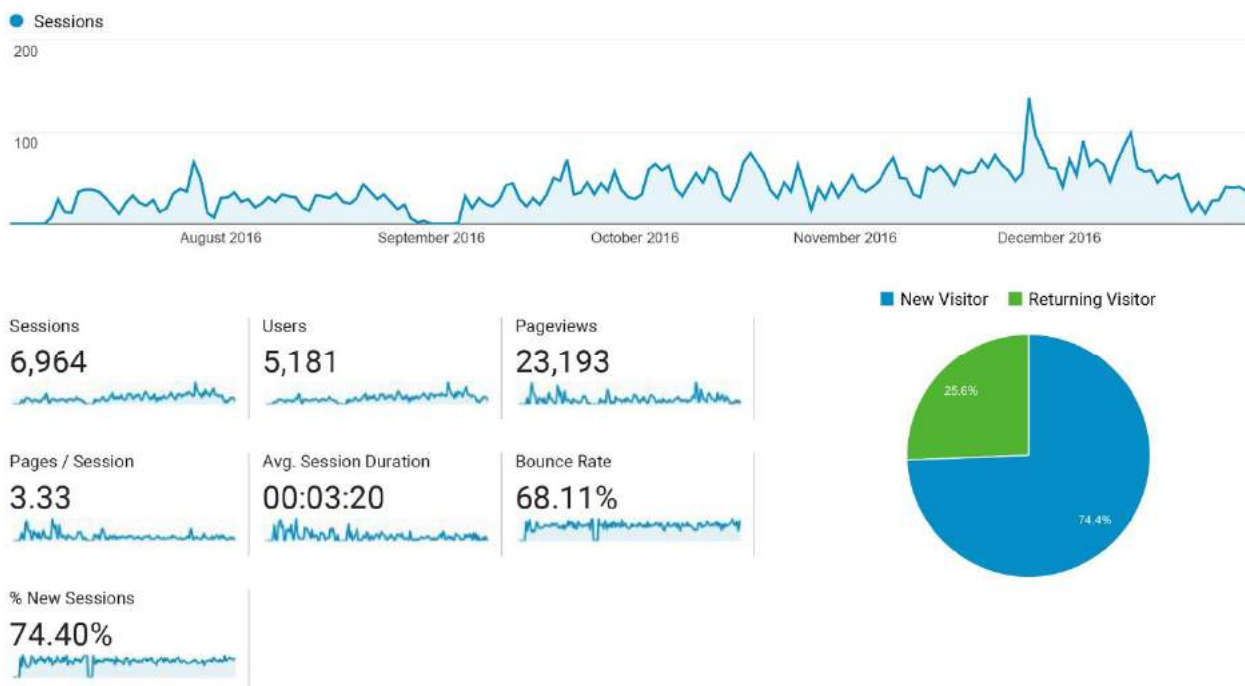 Sessions
200
100
August 2016 September 2016 October 2016 November 2016 December 2016
New Visitor Returning Visitor
Sessions Users Pageviews
6,964 5,181 23,193
25.6%
Pages / Session Avg. Session Duration Bounce Rate
3.33 00:03:20 68.11%
74.4%
% New Sessions
74.40%